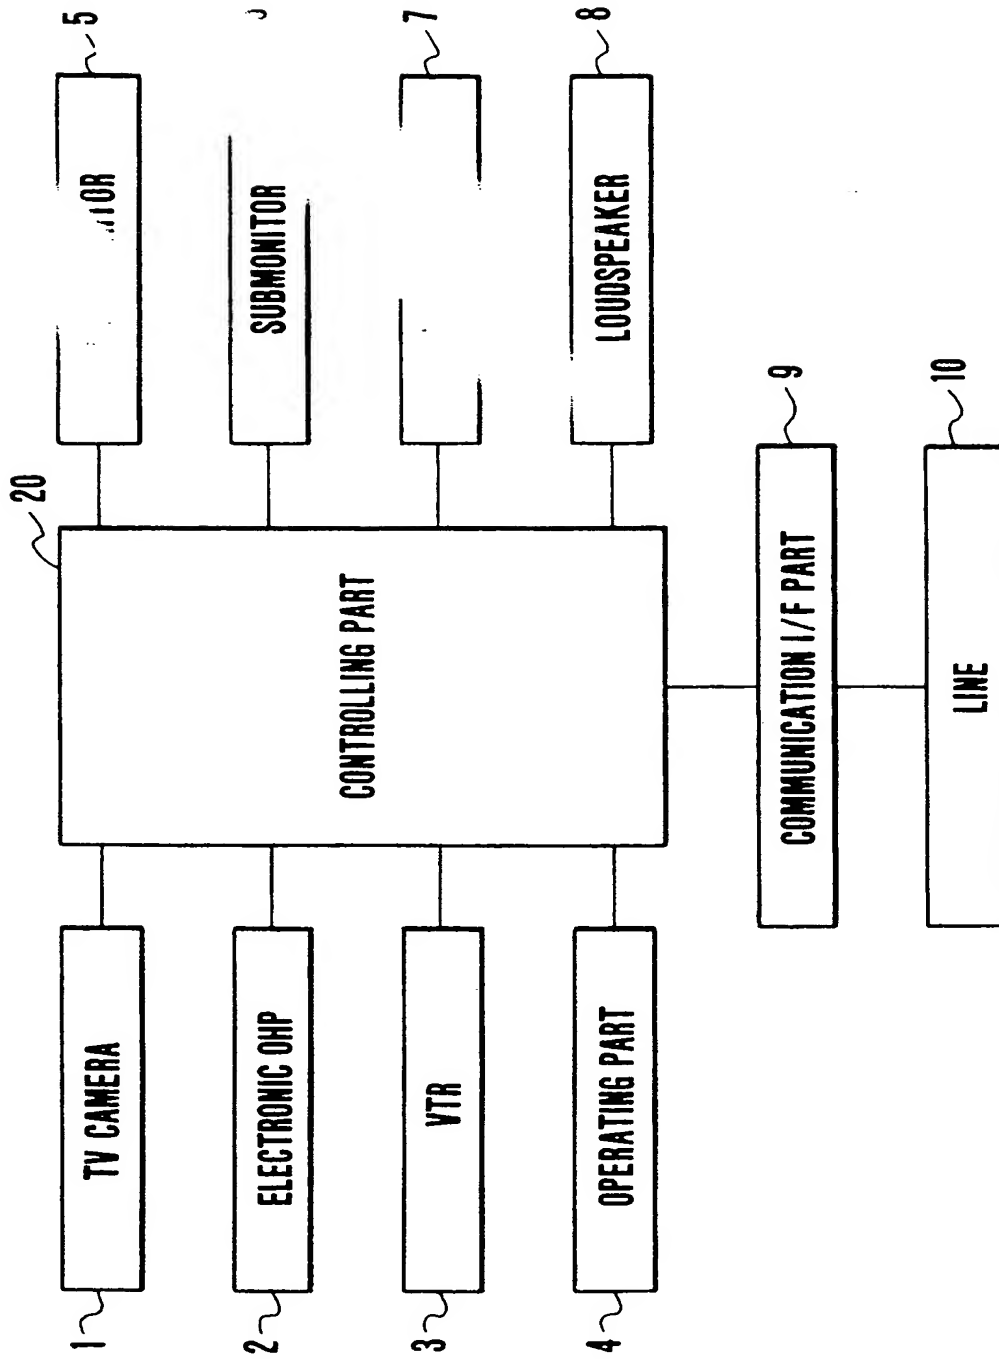 20
1
TV CAMERA
2
ELECTRONIC OHP
3
VTR
4
OPERATING PART
CONTROLLING PART
5
SUBMONITOR
7
LOUDSPEAKER
8
COMMUNICATION I/F PART
9
LINE
10